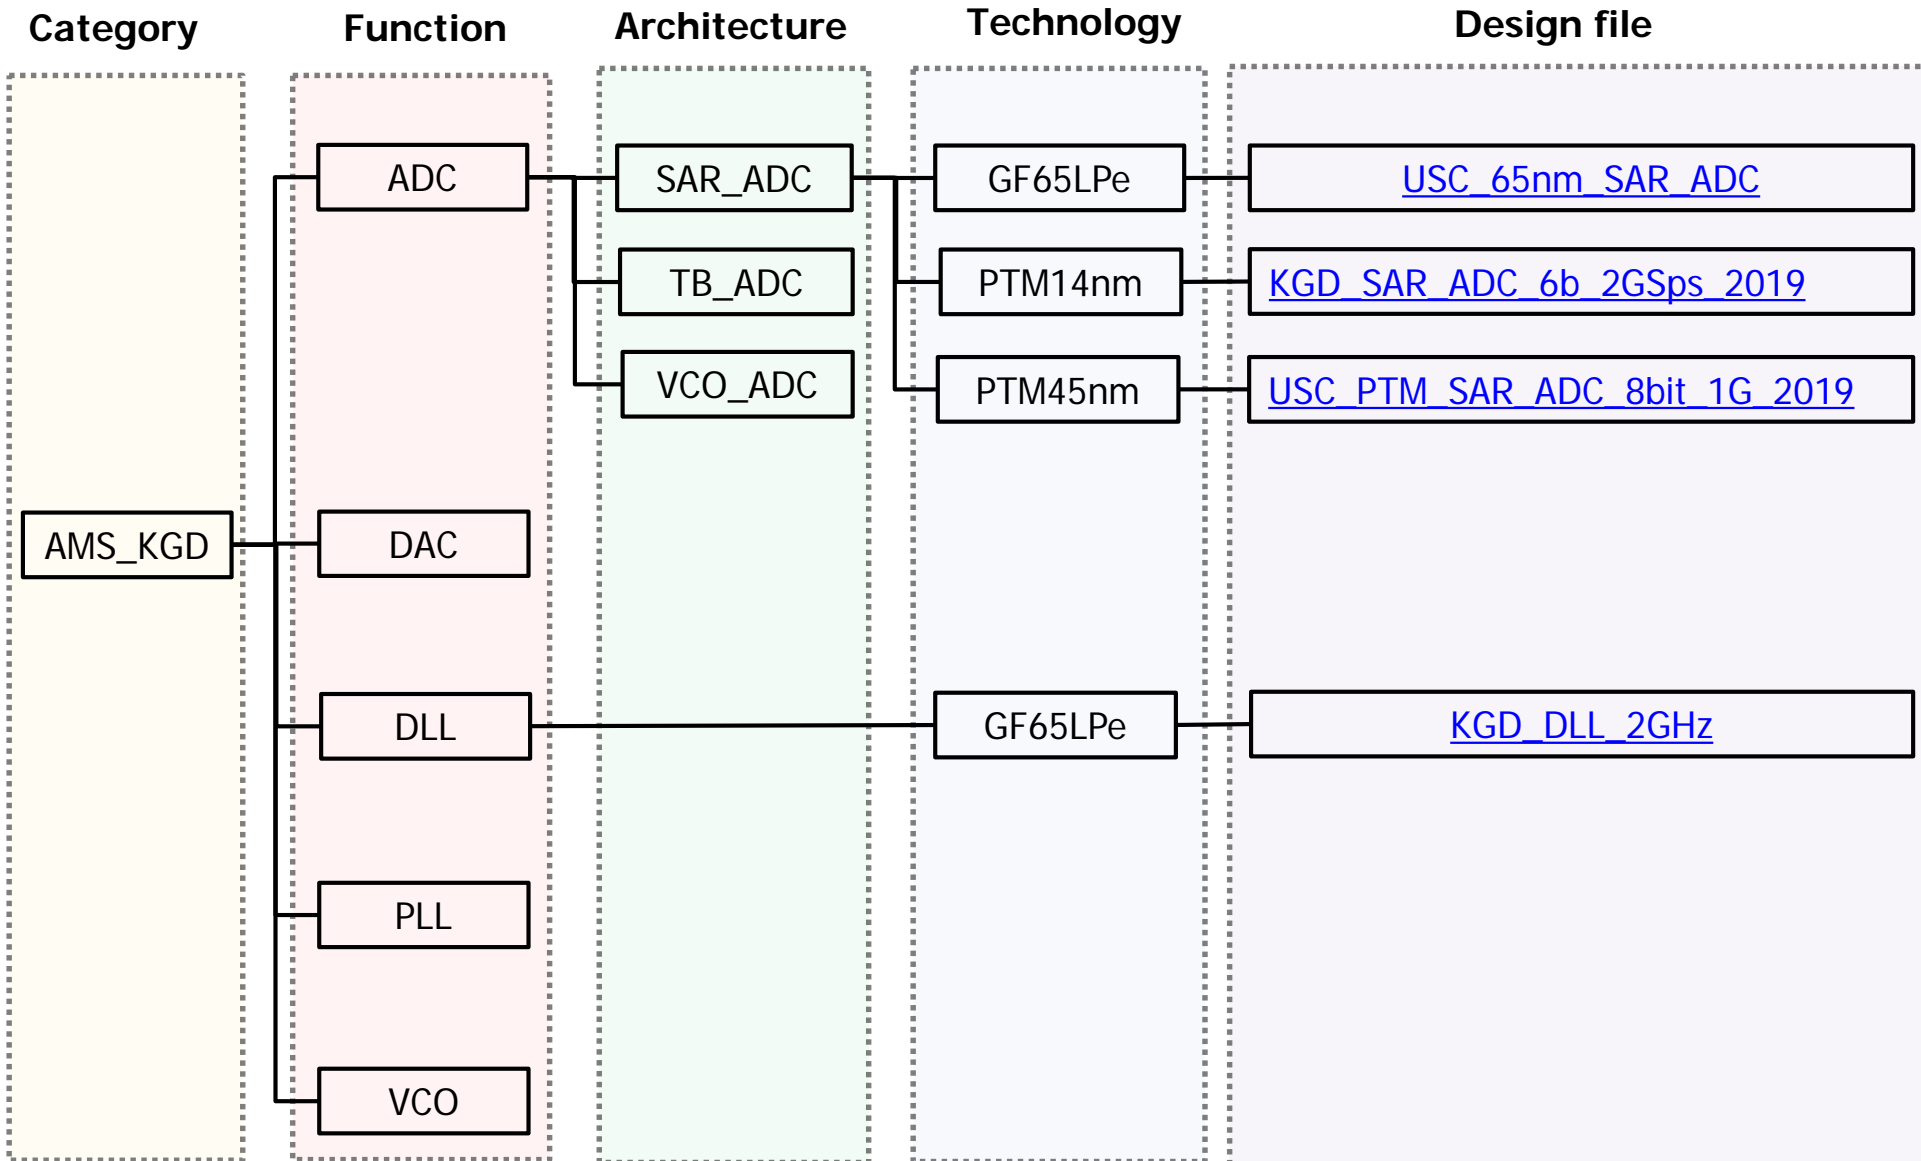 Category Function Architecture Technology Design file
ADC SAR_ADC GF65LPe USC_65nm_SAR_ADC
TB_ADC PTM14nm KGD_SAR_ADC_6b_2GSps_2019
VCO_ADC PTM45nm USC_PTM_SAR_ADC_8bit_1G_2019
AMS_KGD DAC
DLL GF65LPe KGD_DLL_2GHz
PLL
VCO